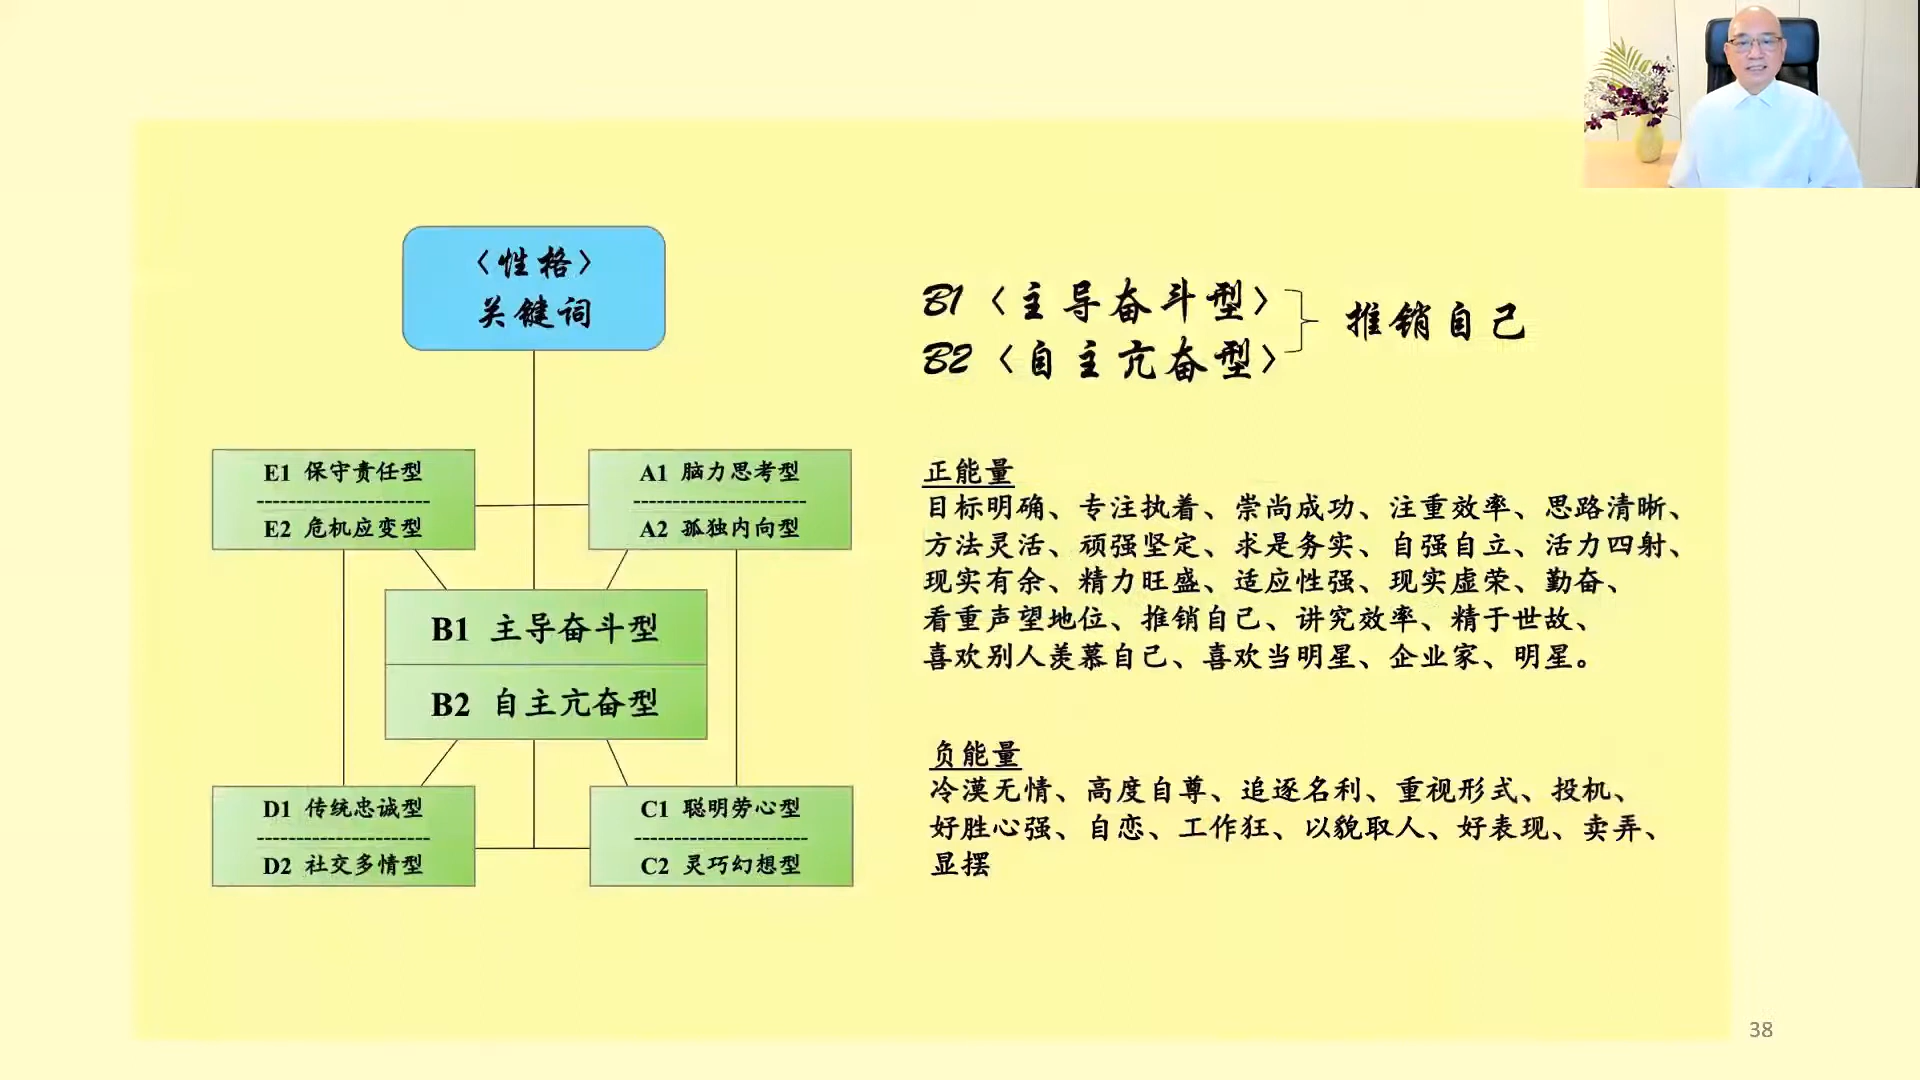 〈性格〉
关键词
E1 保守责任型
E2 危机应变型
A1 脑力思考型
A2 孤独内向型
B1 主导奋斗型
B2 自主亢奋型
D1 传统忠诚型
D2 社交多情型
C1 聪明劳心型
C2 灵巧幻想型
B1〈主导奋斗型〉
B2〈自主亢奋型〉
推销自己
正能量
目标明确、专注执着、崇尚成功、注重效率、思路清晰、
方法灵活、顽强坚定、求是务实、自强自立、活力四射、
现实有余、精力旺盛、适应性强、现实虚荣、勤奋、
看重声望地位、推销自己、讲究效率、精于世故、
喜欢别人羡慕自己、喜欢当明星、企业家、明星。
负能量
冷漠无情、高度自尊、追逐名利、重视形式、投机、
好胜心强、自恋、工作狂、以貌取人、好表现、卖弄、
显摆
38